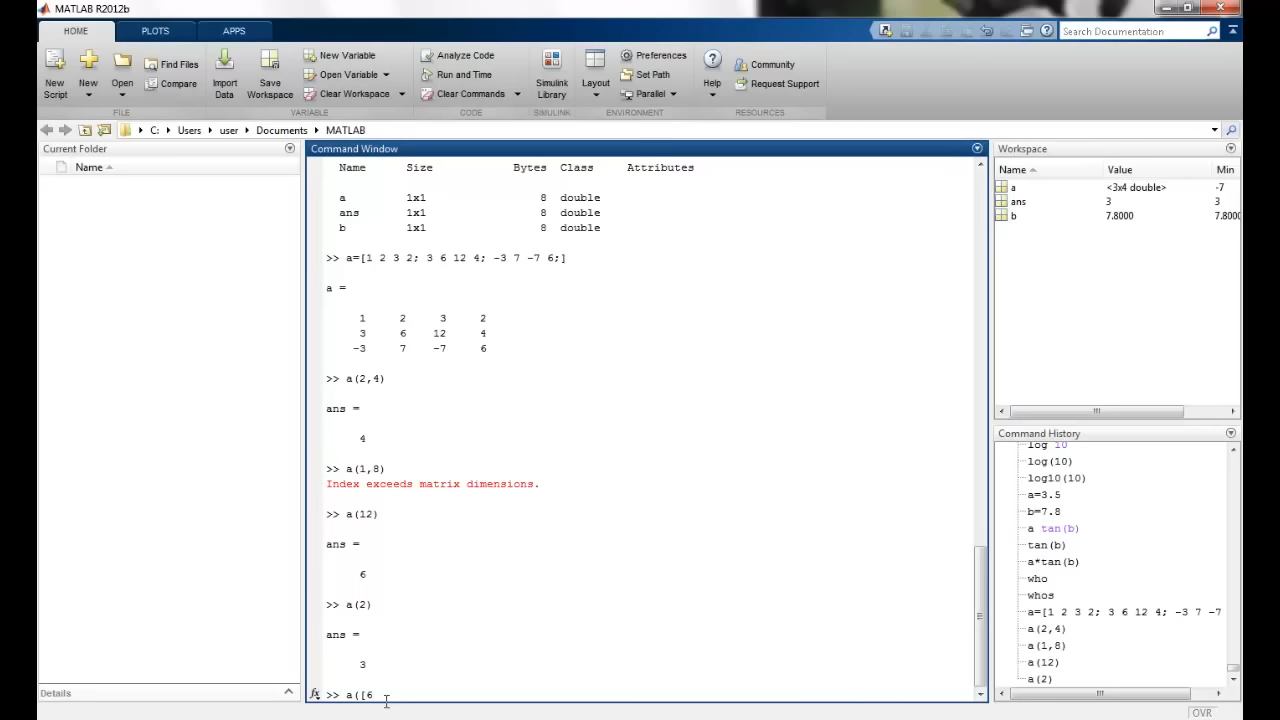 MATLAB R2012b
HOME PLOTS APPS Search Documentation
New Script New Open Find Files Compare Import Data Save Workspace New Variable Open Variable Clear Workspace Analyze Code Run and Time Clear Commands Simulink Library Layout Preferences Set Path Parallel Help Community Request Support
FILE VARIABLE CODE SIMULINK ENVIRONMENT RESOURCES
C: Users user Documents MATLAB
Current Folder
Name
Details
Command Window
Name Size Bytes Class Attributes
a 1x1 8 double
ans 1x1 8 double
b 1x1 8 double
>> a=[1 2 3 2; 3 6 12 4; -3 7 -7 6;]
a =
1 2 3 2
3 6 12 4
-3 7 -7 6
>> a(2,4)
ans =
4
>> a(1,8)
Index exceeds matrix dimensions.
>> a(12)
ans =
6
>> a(2)
ans =
3
fx >> a([6
Workspace
Name Value Min
a <3x4 double> -7
ans 3 3
b 7.8000 7.8000
Command History
log 10
log(10)
log10(10)
a=3.5
b=7.8
a tan(b)
tan(b)
a*tan(b)
who
whos
a=[1 2 3 2; 3 6 12 4; -3 7 -7
a(2,4)
a(1,8)
a(12)
a(2)
OVR